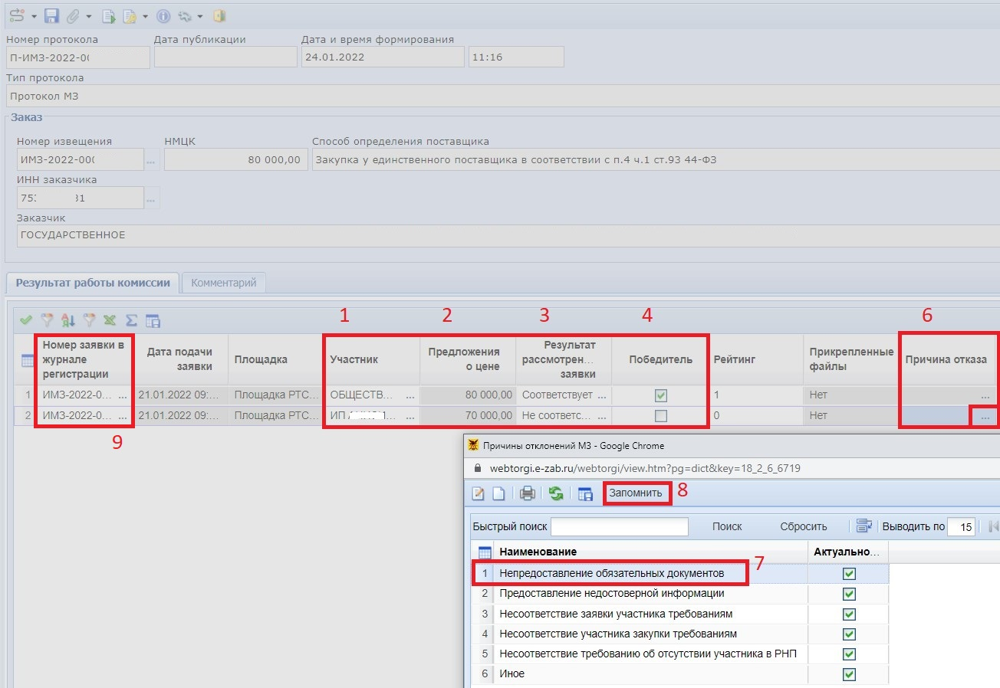 Номер протокола Дата публикации Дата и время формирования
П-ИМЗ-2022-0 24.01.2022 11:16
Тип протокола
Протокол МЗ
Заказ
Номер извещения НМЦК Способ определения поставщика
ИМЗ-2022-00 ... 80 000,00 Закупка у единственного поставщика в соответствии с п.4 ч.1 ст.93 44-ФЗ
ИНН заказчика
75 31 ...
Заказчик
ГОСУДАРСТВЕННОЕ
Результат работы комиссии Комментарий
1 2 3 4 6
Номер заявки в журнале регистрации Дата подачи заявки Площадка Участник Предложения о цене Результат рассмотрен... заявки Победитель Рейтинг Прикрепленные файлы Причина отказа
1 ИМЗ-2022-0... ... 21.01.2022 09:... Площадка РТС... ОБЩЕСТВ... ... 80 000,00 Соответствует ... 1 Нет ...
2 ИМЗ-2022-0... ... 21.01.2022 09:... Площадка РТС... ИП ... ... 70 000,00 Не соответс... ... 0 Нет ...
9
Причины отклонений МЗ - Google Chrome
webtorgi.e-zab.ru/webtorgi/view.htm?pg=dict&key=18_2_6_6719
Запомнить 8
Быстрый поиск Поиск Сбросить Выводить по 15
Наименование Актуально...
7
1 Непредоставление обязательных документов
2 Предоставление недостоверной информации
3 Несоответствие заявки участника требованиям
4 Несоответствие участника закупки требованиям
5 Несоответствие требованию об отсутствии участника в РНП
6 Иное